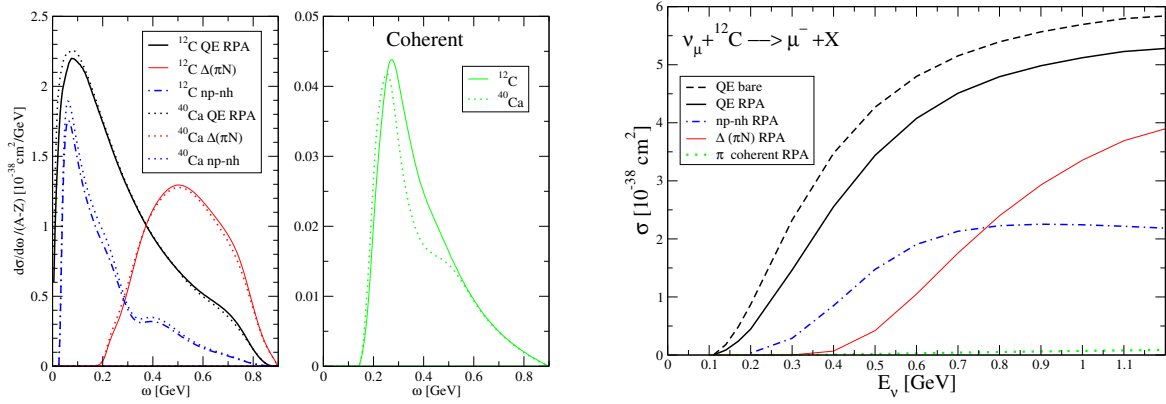 2.5
2
1.5
1
0.5
0
0 0.2 0.4 0.6 0.8
ω [GeV]
dσ/dω /(A-Z) [10⁻³⁸ cm²/GeV]
¹²C QE RPA
¹²C Δ(πN)
¹²C np-nh
⁴⁰Ca QE RPA
⁴⁰Ca Δ(πN)
⁴⁰Ca np-nh
0.05
0.04
0.03
0.02
0.01
0
0 0.2 0.4 0.6 0.8
ω [GeV]
Coherent
¹²C
⁴⁰Ca
6
5
4
3
2
1
0
0 0.1 0.2 0.3 0.4 0.5 0.6 0.7 0.8 0.9 1 1.1
E_ν [GeV]
σ [10⁻³⁸ cm²]
ν_μ+¹²C —–> μ⁻ +X
QE bare
QE RPA
np-nh RPA
Δ (πN) RPA
π coherent RPA